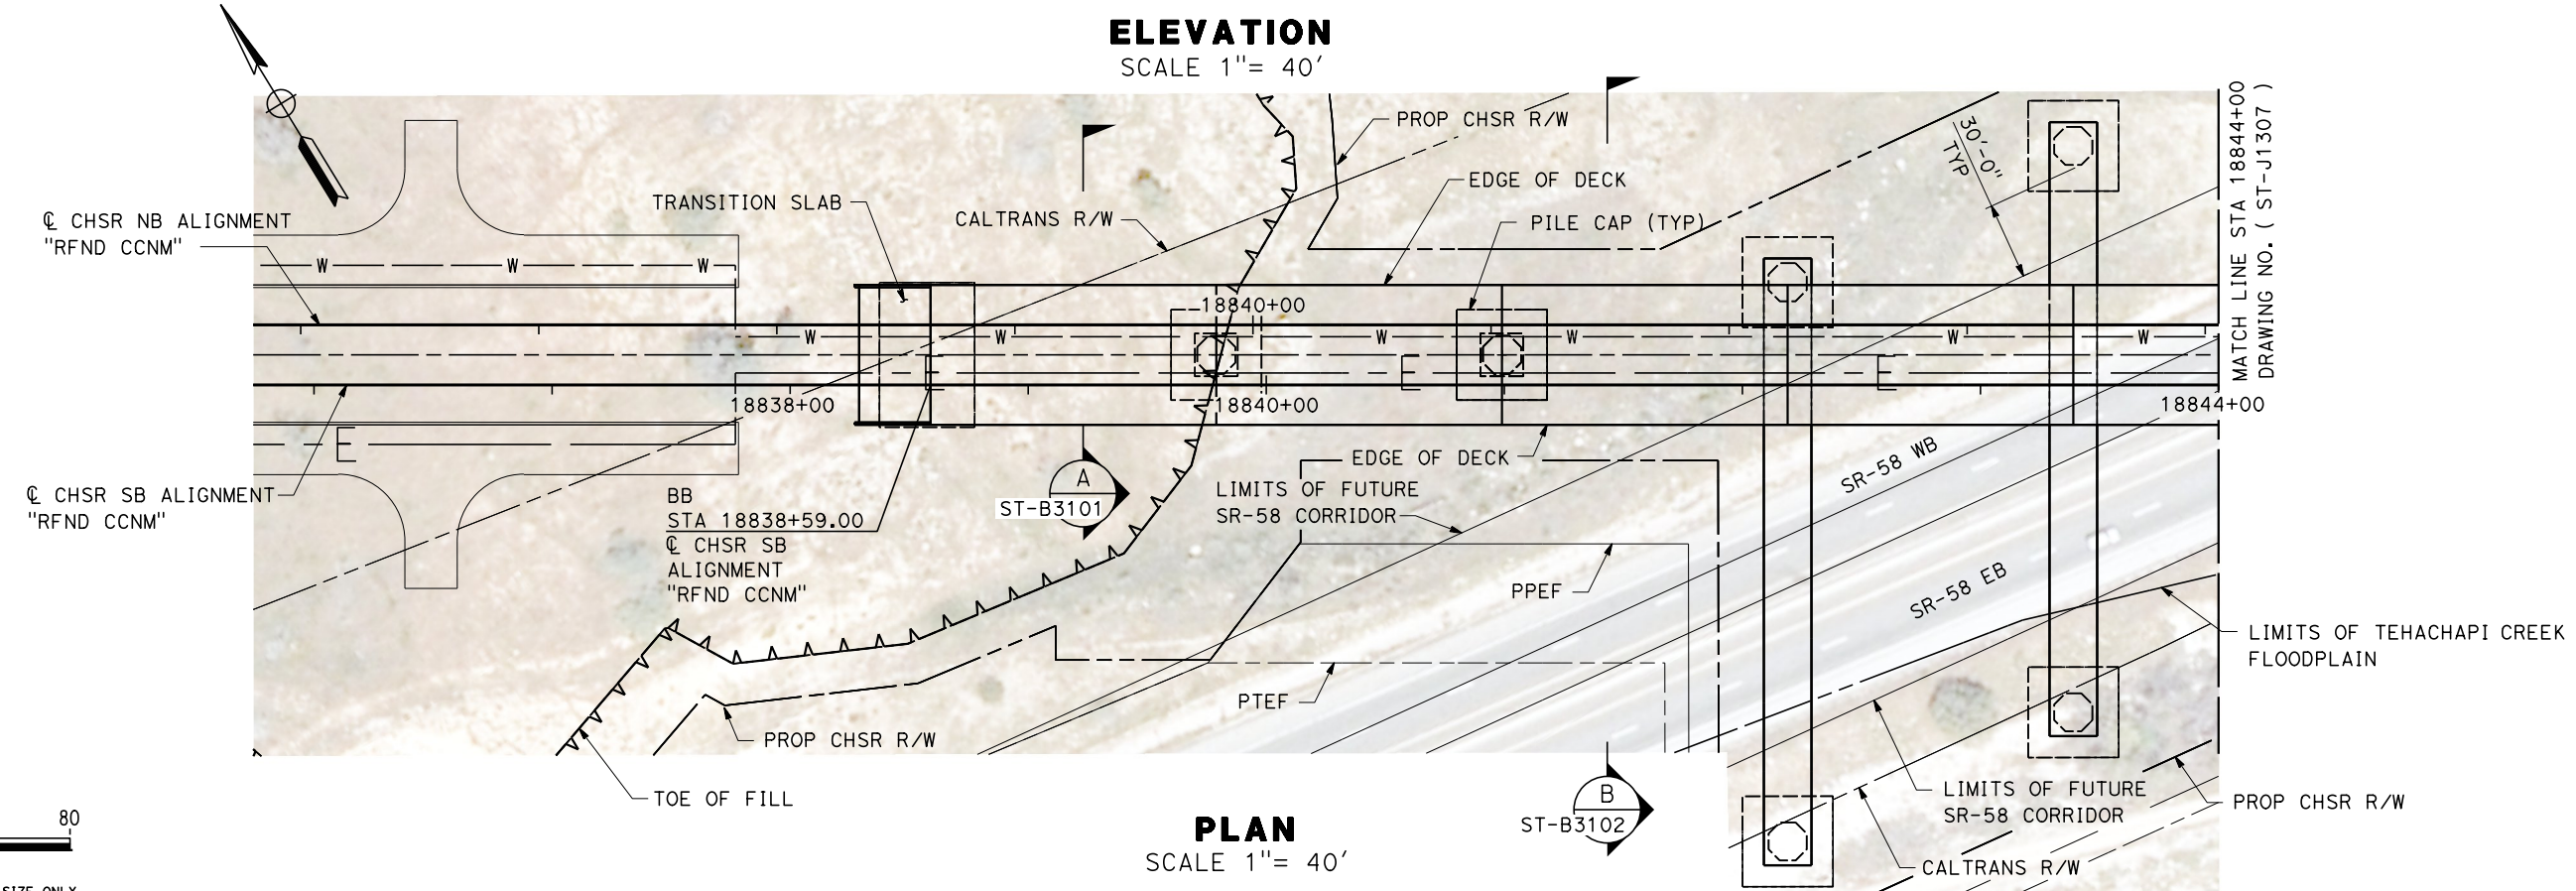 ELEVATION
SCALE 1"= 40'
PROP CHSR R/W
EDGE OF DECK
TRANSITION SLAB
CALTRANS R/W
PILE CAP (TYP)
30'-0"
TYP
MATCH LINE STA 18844+00
DRAWING NO. ( ST-J1307 )
℄ CHSR NB ALIGNMENT
"RFND CCNM"
W W W
18840+00
W W W W W W
E E E
18838+00
18840+00
18844+00
E
EDGE OF DECK
SR-58 WB
A
ST-B3101
LIMITS OF FUTURE
SR-58 CORRIDOR
℄ CHSR SB ALIGNMENT
"RFND CCNM"
BB
STA 18838+59.00
℄ CHSR SB
ALIGNMENT
"RFND CCNM"
PPEF
SR-58 EB
LIMITS OF TEHACHAPI CREEK
FLOODPLAIN
PTEF
PROP CHSR R/W
TOE OF FILL
B
ST-B3102
LIMITS OF FUTURE
SR-58 CORRIDOR
PROP CHSR R/W
80
PLAN
SCALE 1"= 40'
CALTRANS R/W
SIZE ONLY